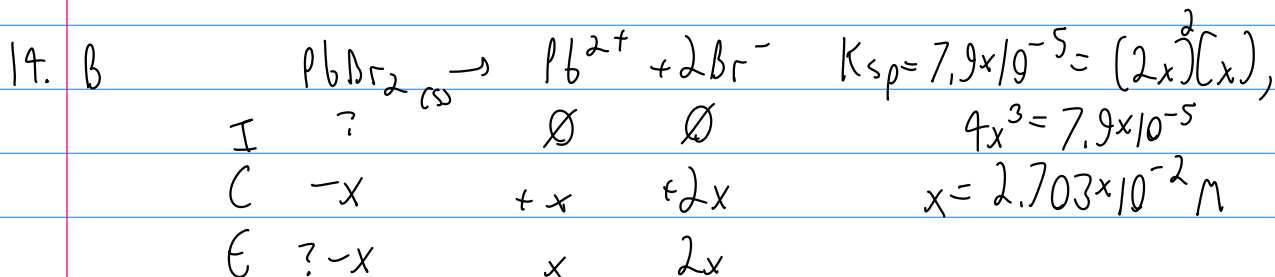 14. B PbBr₂ (s) → Pb²⁺ + 2Br⁻ Ksp = 7.9×10⁻⁵ = (2x)²(x),
I ? Ø Ø 4x³ = 7.9×10⁻⁵
C -x +x +2x x = 2.703×10⁻² M
E ?-x x 2x